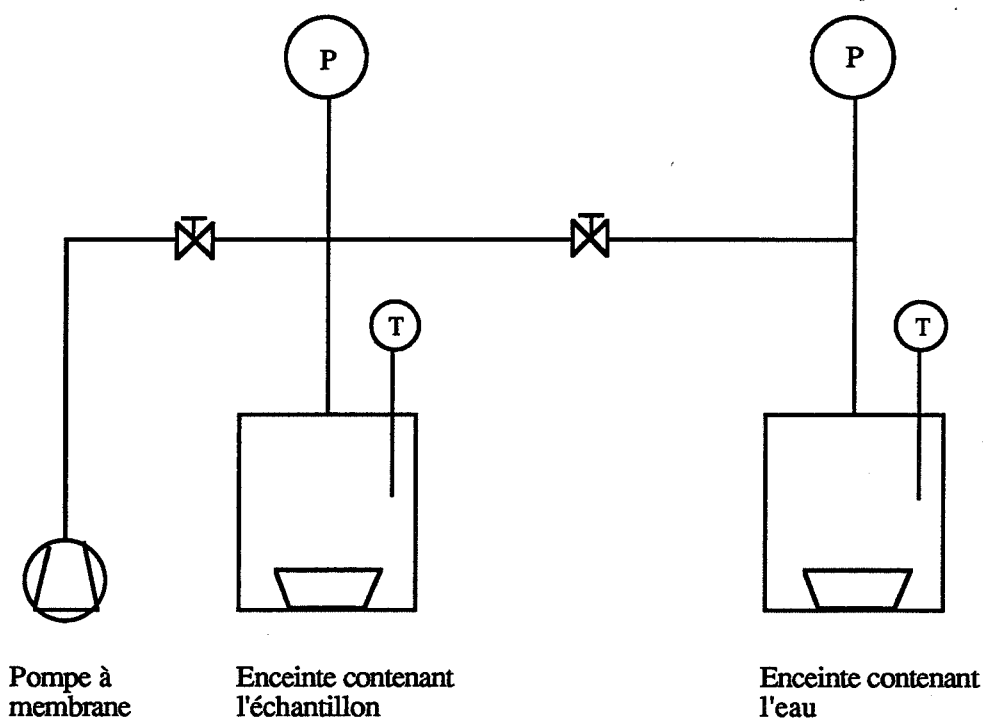 P
P
T
T
Pompe à
membrane
Enceinte contenant
l'échantillon
Enceinte contenant
l'eau